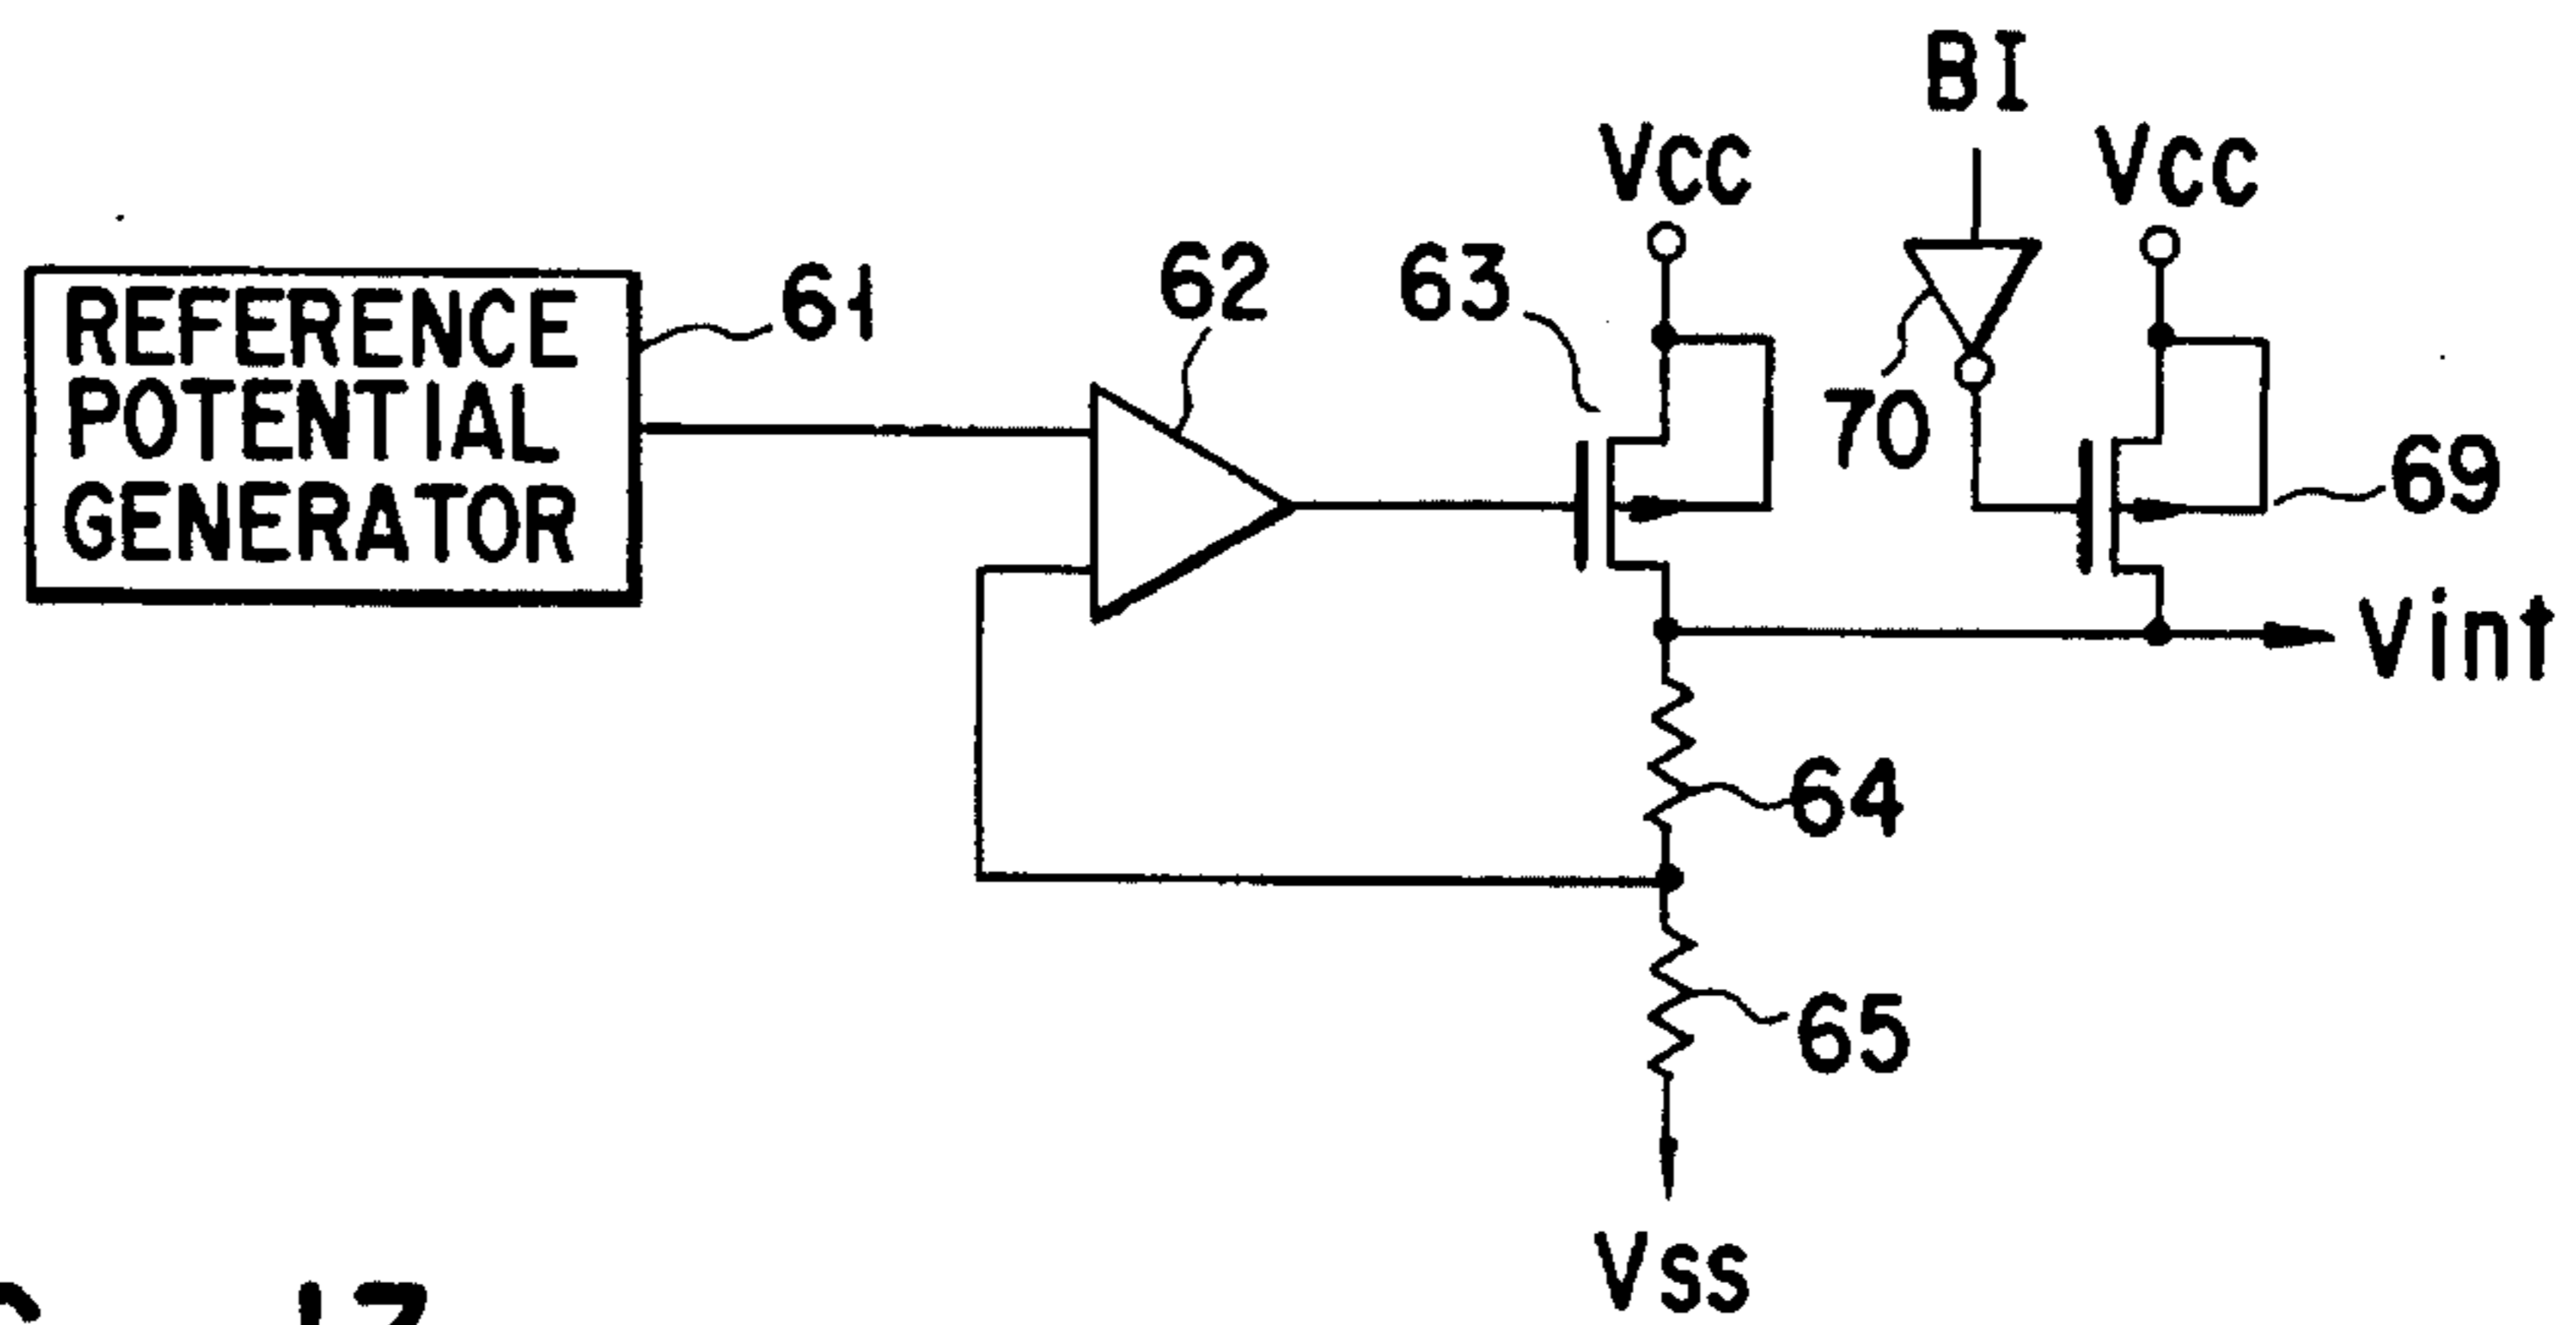 BI
VCC
VCC
REFERENCE
POTENTIAL
GENERATOR
61
62
63
70
69
Vint
64
65
VSS